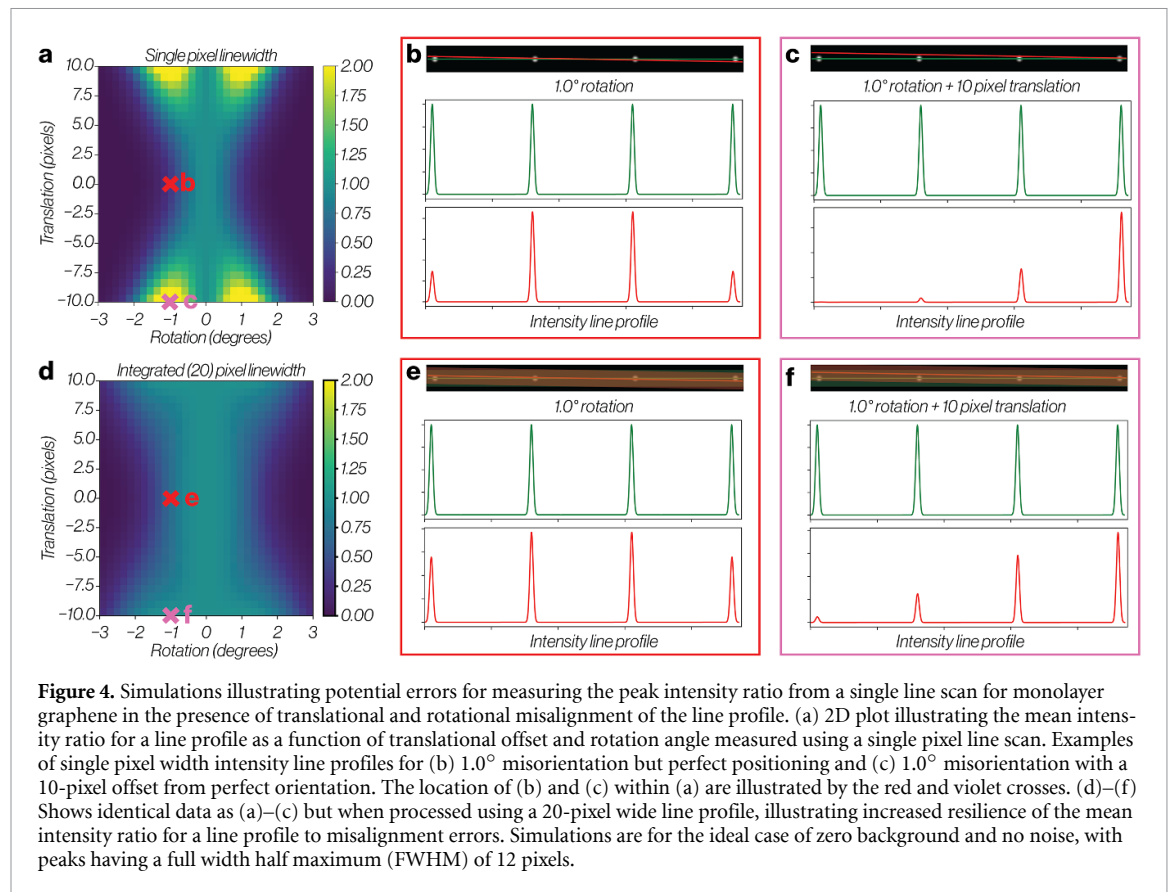 a
Single pixel linewidth
10.0
7.5
5.0
2.5
0.0
−2.5
−5.0
−7.5
−10.0
Translation (pixels)
−3 −2 −1 0 1 2 3
Rotation (degrees)
b
c
2.00
1.75
1.50
1.25
1.00
0.75
0.50
0.25
0.00
b
1.0° rotation
Intensity line profile
c
1.0° rotation + 10 pixel translation
Intensity line profile
d
Integrated (20) pixel linewidth
10.0
7.5
5.0
2.5
0.0
−2.5
−5.0
−7.5
−10.0
Translation (pixels)
−3 −2 −1 0 1 2 3
Rotation (degrees)
e
f
2.00
1.75
1.50
1.25
1.00
0.75
0.50
0.25
0.00
e
1.0° rotation
Intensity line profile
f
1.0° rotation + 10 pixel translation
Intensity line profile
Figure 4. Simulations illustrating potential errors for measuring the peak intensity ratio from a single line scan for monolayer
graphene in the presence of translational and rotational misalignment of the line profile. (a) 2D plot illustrating the mean intens-
ity ratio for a line profile as a function of translational offset and rotation angle measured using a single pixel line scan. Examples
of single pixel width intensity line profiles for (b) 1.0° misorientation but perfect positioning and (c) 1.0° misorientation with a
10-pixel offset from perfect orientation. The location of (b) and (c) within (a) are illustrated by the red and violet crosses. (d)–(f)
Shows identical data as (a)–(c) but when processed using a 20-pixel wide line profile, illustrating increased resilience of the mean
intensity ratio for a line profile to misalignment errors. Simulations are for the ideal case of zero background and no noise, with
peaks having a full width half maximum (FWHM) of 12 pixels.